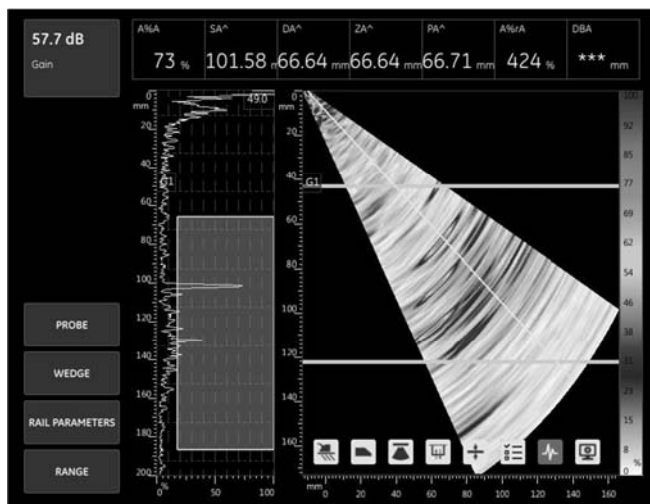 57.7 dB
Gain
A%A
73 %
SA^
101.58
DA^
66.64 mm
ZA^
66.64 mm
PA^
66.71 mm
A%rA
424 %
DBA
*** mm
PROBE
WEDGE
RAIL PARAMETERS
RANGE
49.0
G1
0
mm
20
40
60
80
100
120
140
160
180
200
%
0
50
100
G1
0
mm
20
40
60
80
100
120
140
160
mm
0
20
40
60
80
100
120
140
160
100
92
85
77
69
62
54
46
38
31
23
15
8
0
%